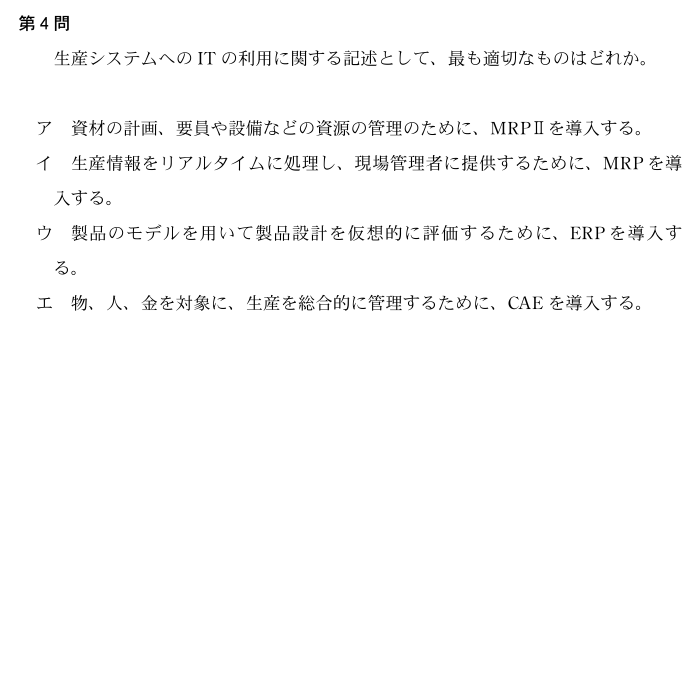 第 4 問
生産システムへの IT の利用に関する記述として、最も適切なものはどれか。
ア 資材の計画、要員や設備などの資源の管理のために、MRPⅡを導入する。
イ 生産情報をリアルタイムに処理し、現場管理者に提供するために、MRPを導
入する。
ウ 製品のモデルを用いて製品設計を仮想的に評価するために、ERPを導入す
る。
エ 物、人、金を対象に、生産を総合的に管理するために、CAE を導入する。